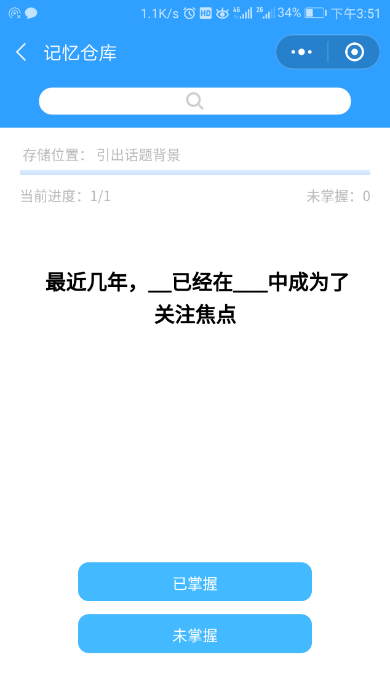 1.1K/s HD 4G 2G 34% 下午3:51
记忆仓库
存储位置： 引出话题背景
当前进度：1/1 未掌握：0
最近几年，__已经在___中成为了
关注焦点
已掌握
未掌握